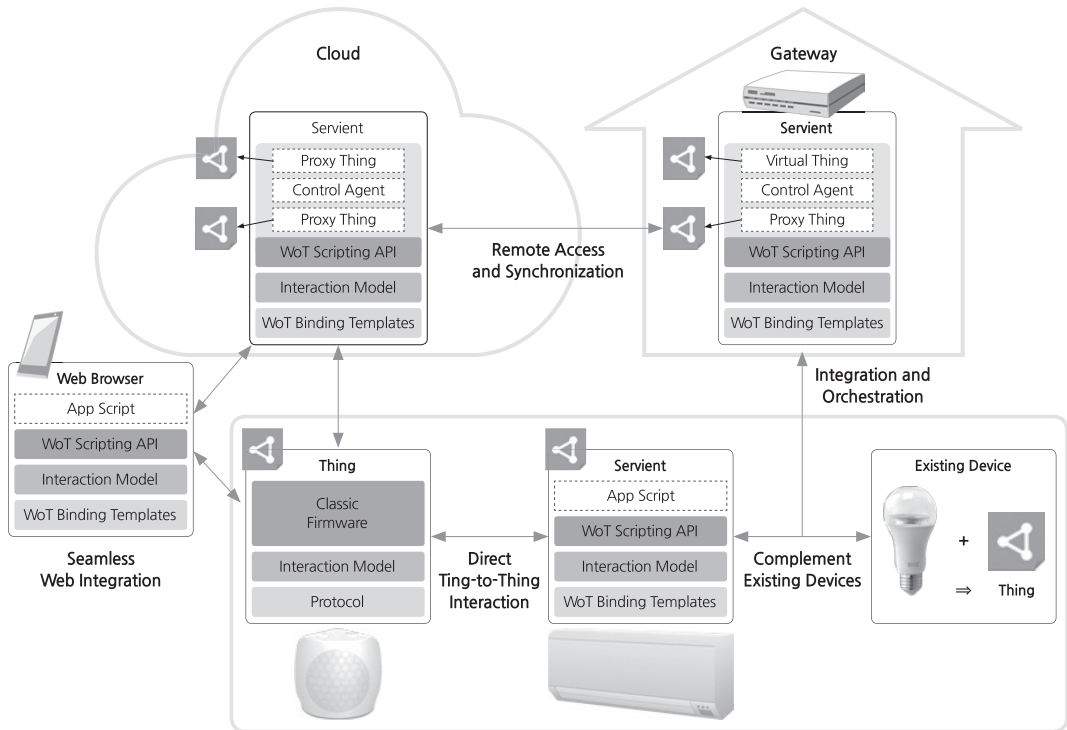 Cloud
Gateway
Servient
Proxy Thing
Control Agent
Proxy Thing
WoT Scripting API
Interaction Model
WoT Binding Templates
Servient
Virtual Thing
Control Agent
Proxy Thing
WoT Scripting API
Interaction Model
WoT Binding Templates
Remote Access
and Synchronization
Web Browser
App Script
WoT Scripting API
Interaction Model
WoT Binding Templates
Seamless
Web Integration
Integration and
Orchestration
Thing
Classic
Firmware
Interaction Model
Protocol
Direct
Ting-to-Thing
Interaction
Servient
App Script
WoT Scripting API
Interaction Model
WoT Binding Templates
Complement
Existing Devices
Existing Device
+
⇒ Thing